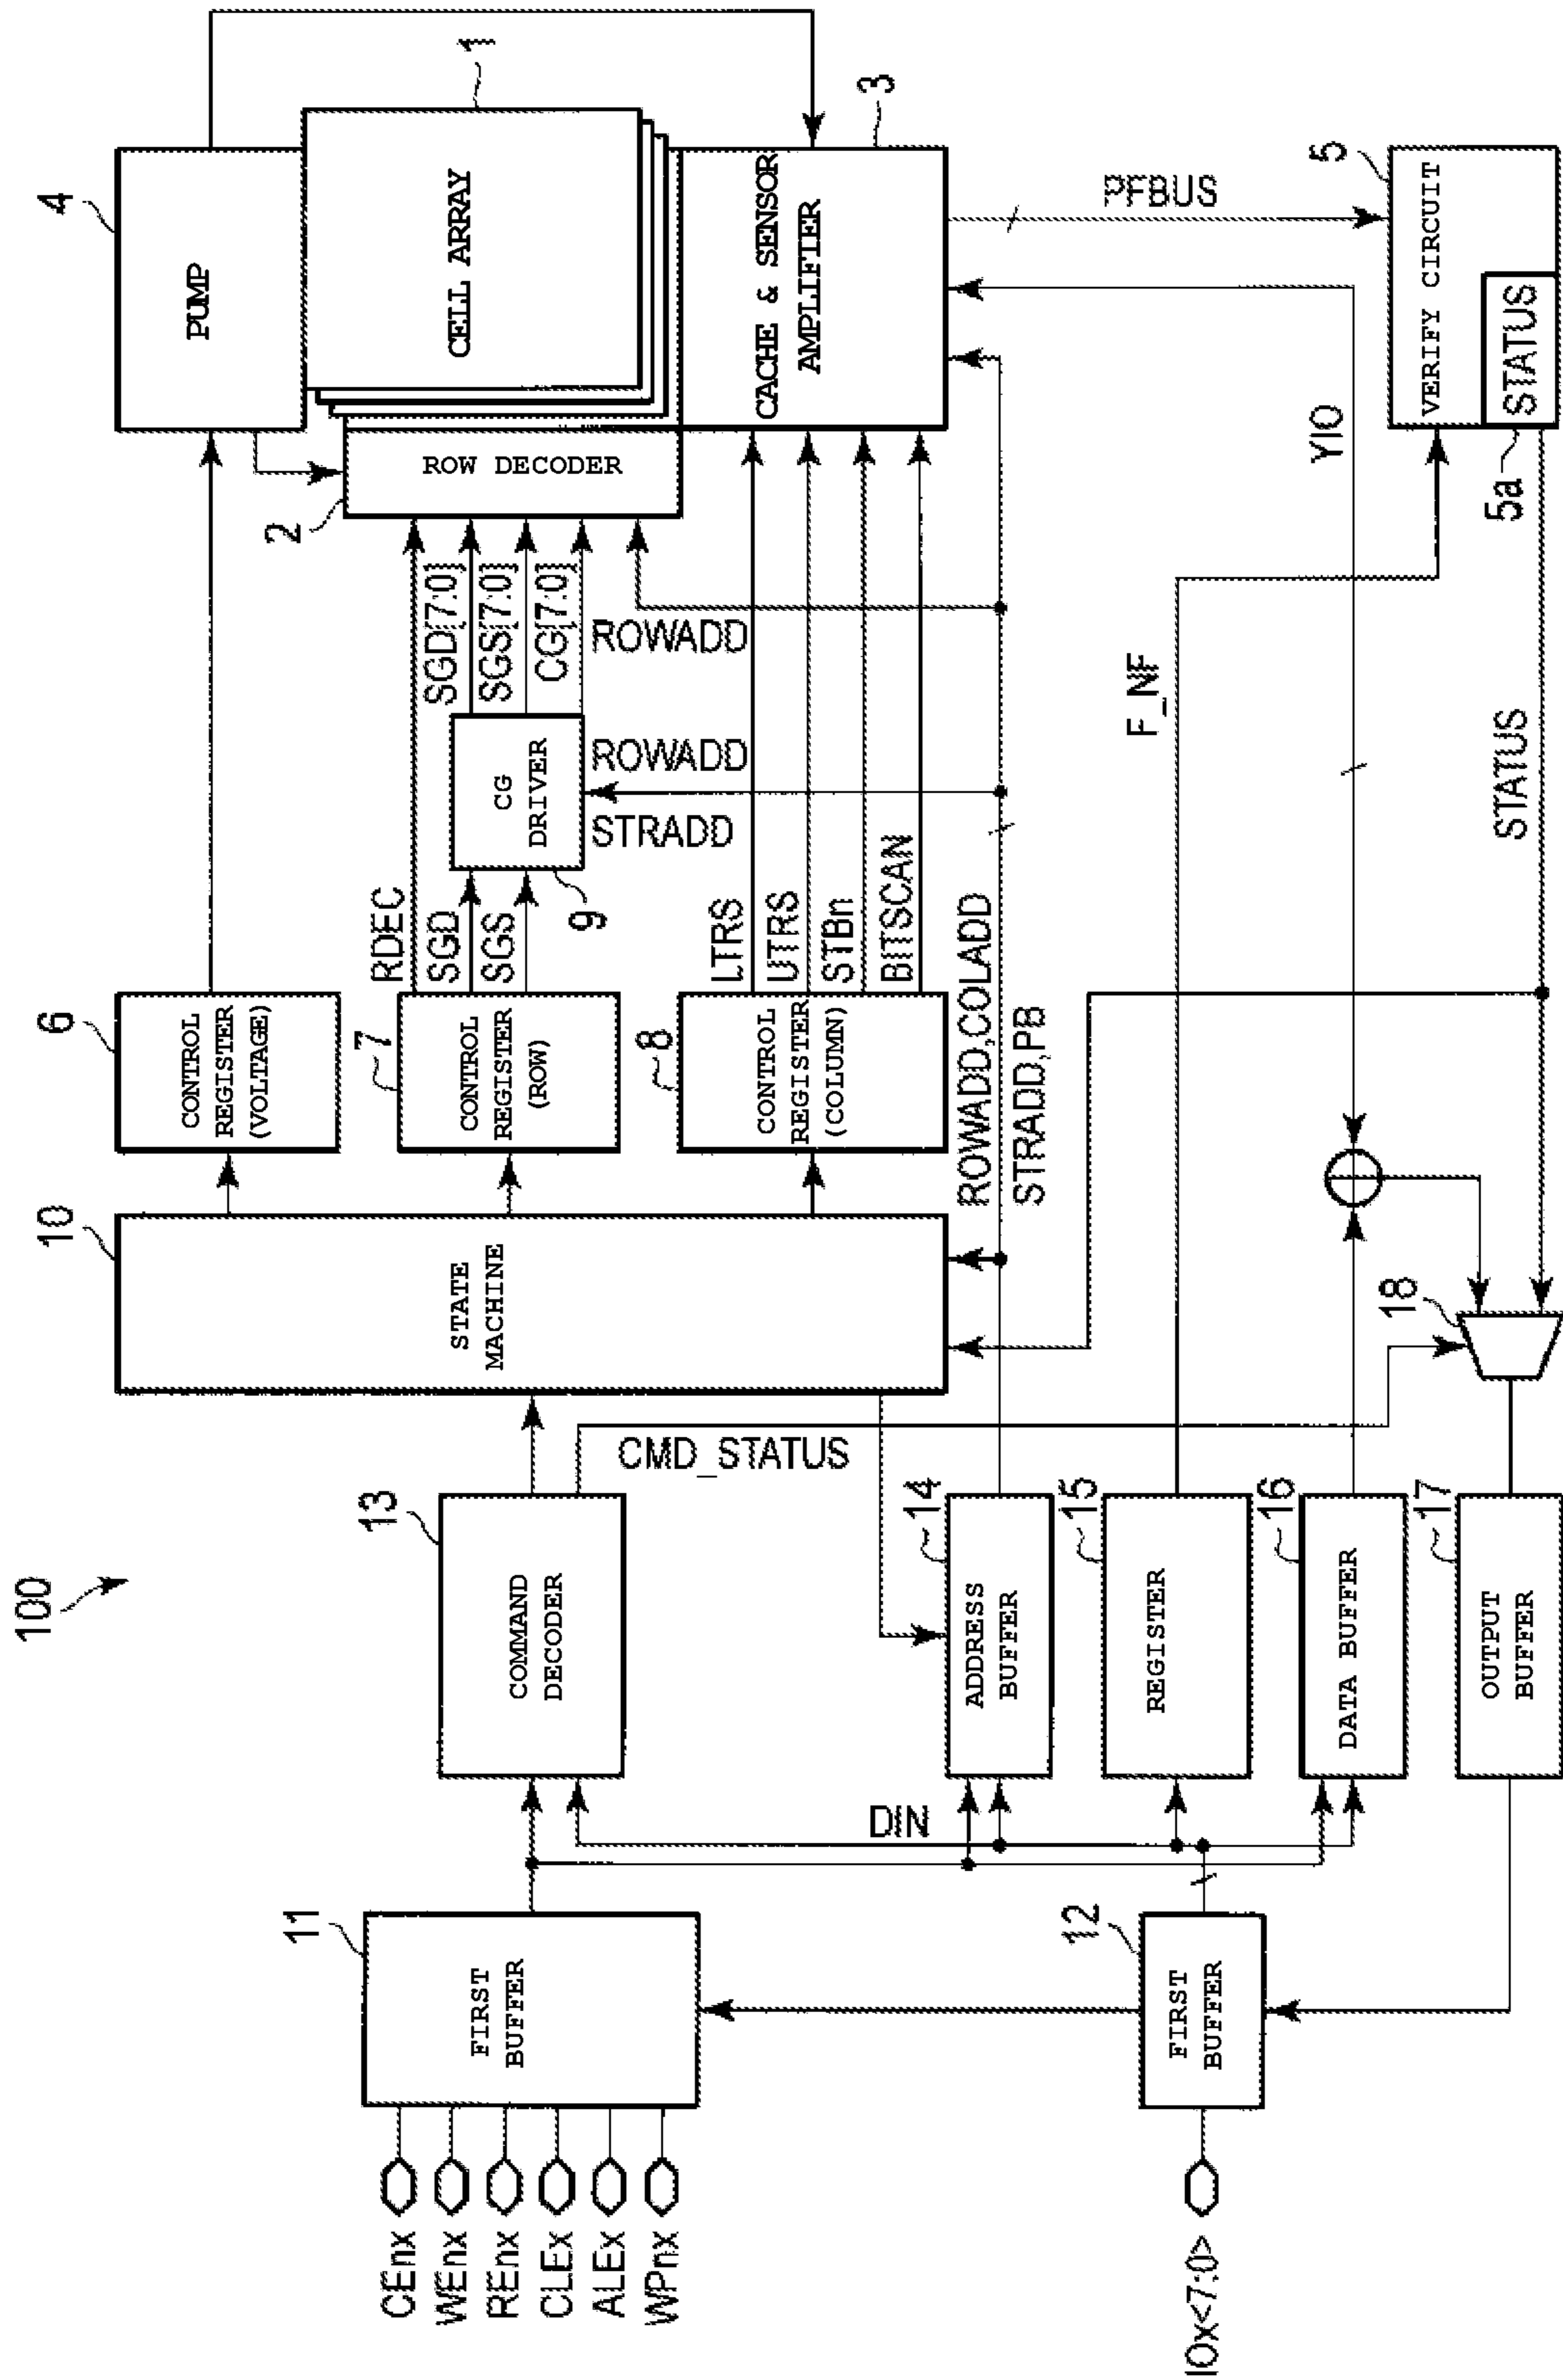 100
CEnx
WEnx
REnx
CLEx
ALEx
WPnx
IOx<7:0>
11
FIRST
BUFFER
12
FIRST
BUFFER
DIN
13
COMMAND
DECODER
CMD_STATUS
14
ADDRESS
BUFFER
15
REGISTER
16
DATA BUFFER
17
OUTPUT
BUFFER
18
10
STATE
MACHINE
6
CONTROL
REGISTER
(VOLTAGE)
7
CONTROL
REGISTER
(ROW)
8
CONTROL
REGISTER
(COLUMN)
RDEC
SGD
SGS
9
CG
DRIVER
STRADD
ROWADD
LTRS
UTRS
STBn
BITSCAN
ROWADD,COLADD
STRADD,PB
SGD[7:0]
SGS[7:0]
CG[7:0]
ROWADD
2
ROW DECODER
4
PUMP
1
CELL ARRAY
3
CACHE & SENSOR
AMPLIFIER
PFBUS
YIO
F_NF
STATUS
5
VERIFY CIRCUIT
STATUS
5a